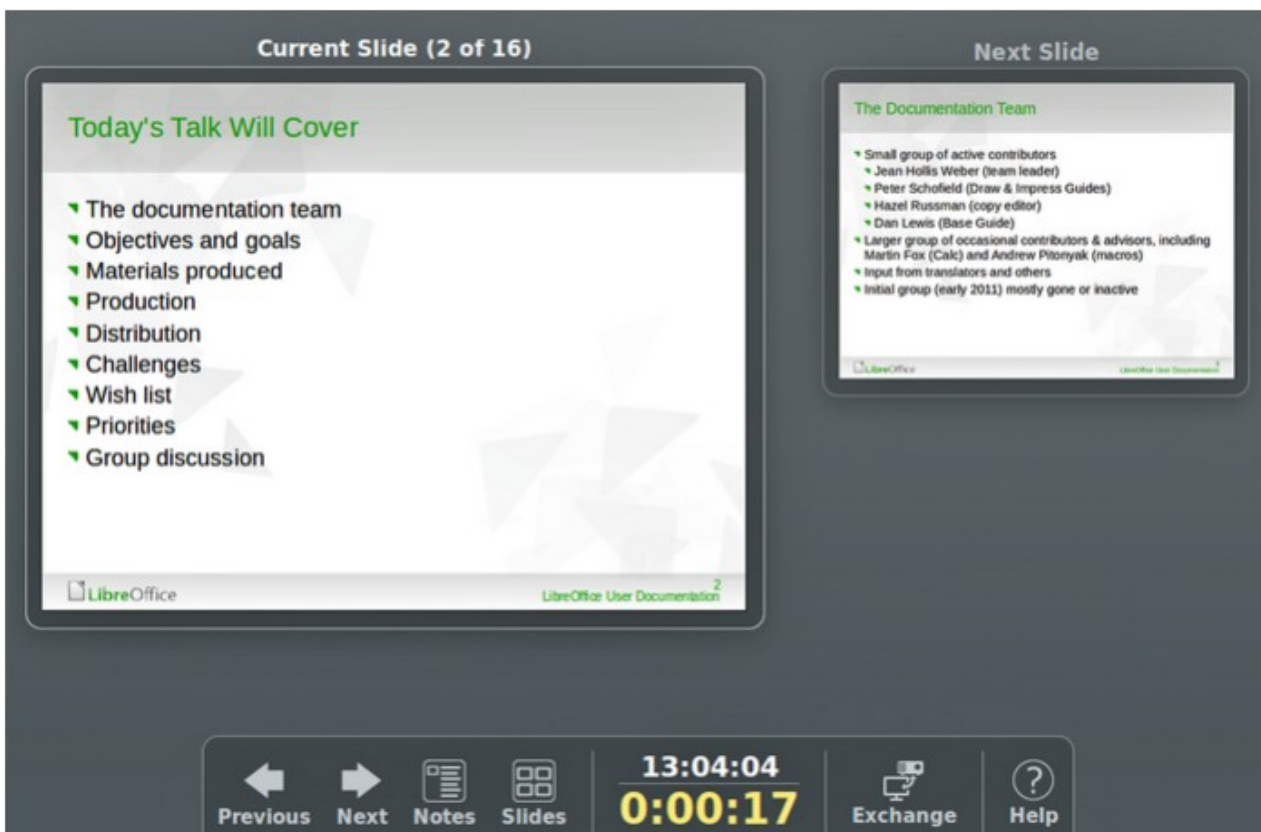 Current Slide (2 of 16)
Today's Talk Will Cover
The documentation team
Objectives and goals
Materials produced
Production
Distribution
Challenges
Wish list
Priorities
Group discussion
LibreOffice
LibreOffice User Documentation
2
Next Slide
The Documentation Team
Small group of active contributors
Jean Hollis Weber (team leader)
Peter Schofield (Draw & Impress Guides)
Hazel Russman (copy editor)
Dan Lewis (Base Guide)
Larger group of occasional contributors & advisors, including
Martin Fox (Calc) and Andrew Pitonyak (macros)
Input from translators and others
Initial group (early 2011) mostly gone or inactive
LibreOffice
LibreOffice User Documentation
Previous
Next
Notes
Slides
13:04:04
0:00:17
Exchange
Help